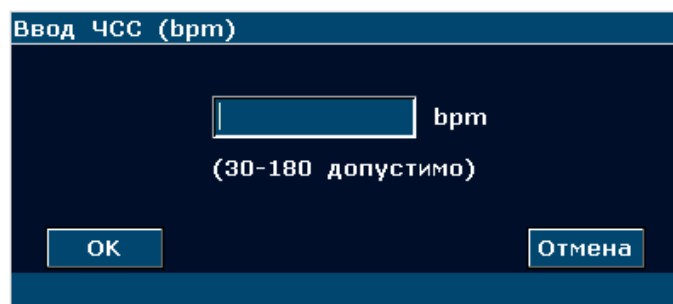 Ввод ЧСС (bpm)
bpm
(30-180 допустимо)
OK
Отмена